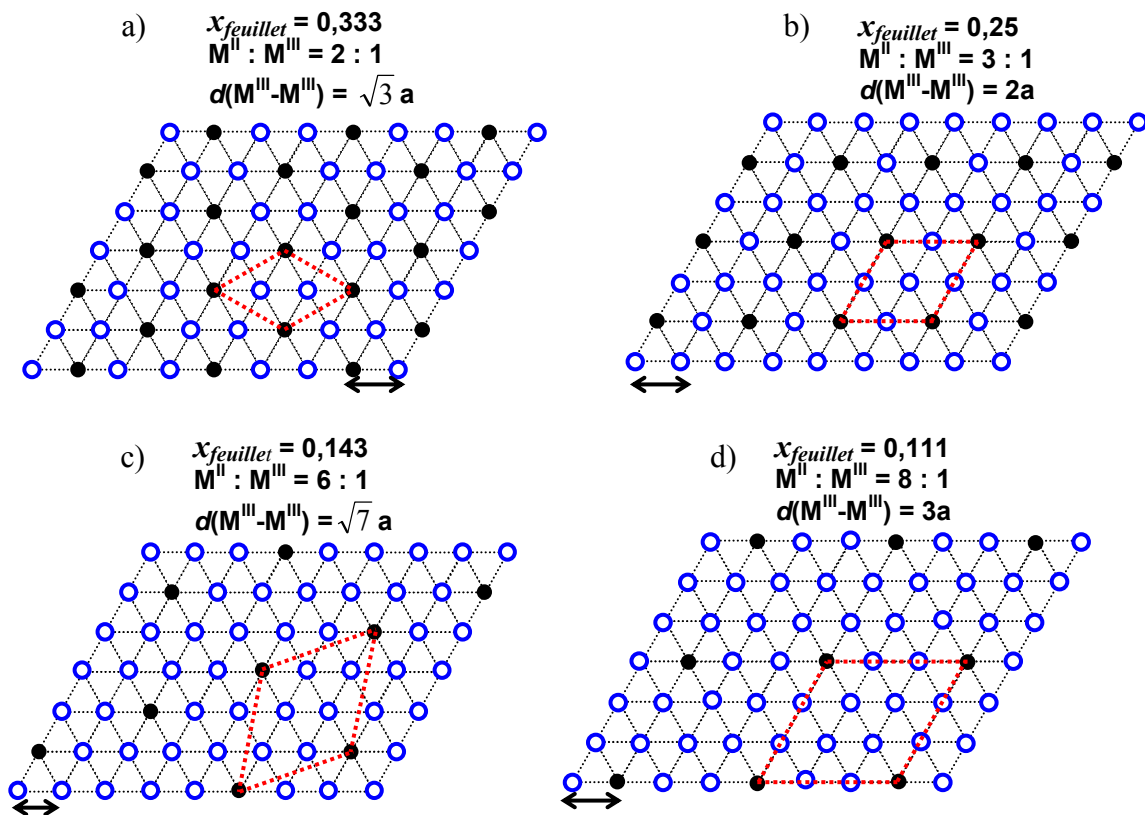 a)
x_feuillet = 0,333
M^II : M^III = 2 : 1
d(M^III-M^III) = √3 a
b)
x_feuillet = 0,25
M^II : M^III = 3 : 1
d(M^III-M^III) = 2a
c)
x_feuillet = 0,143
M^II : M^III = 6 : 1
d(M^III-M^III) = √7 a
d)
x_feuillet = 0,111
M^II : M^III = 8 : 1
d(M^III-M^III) = 3a